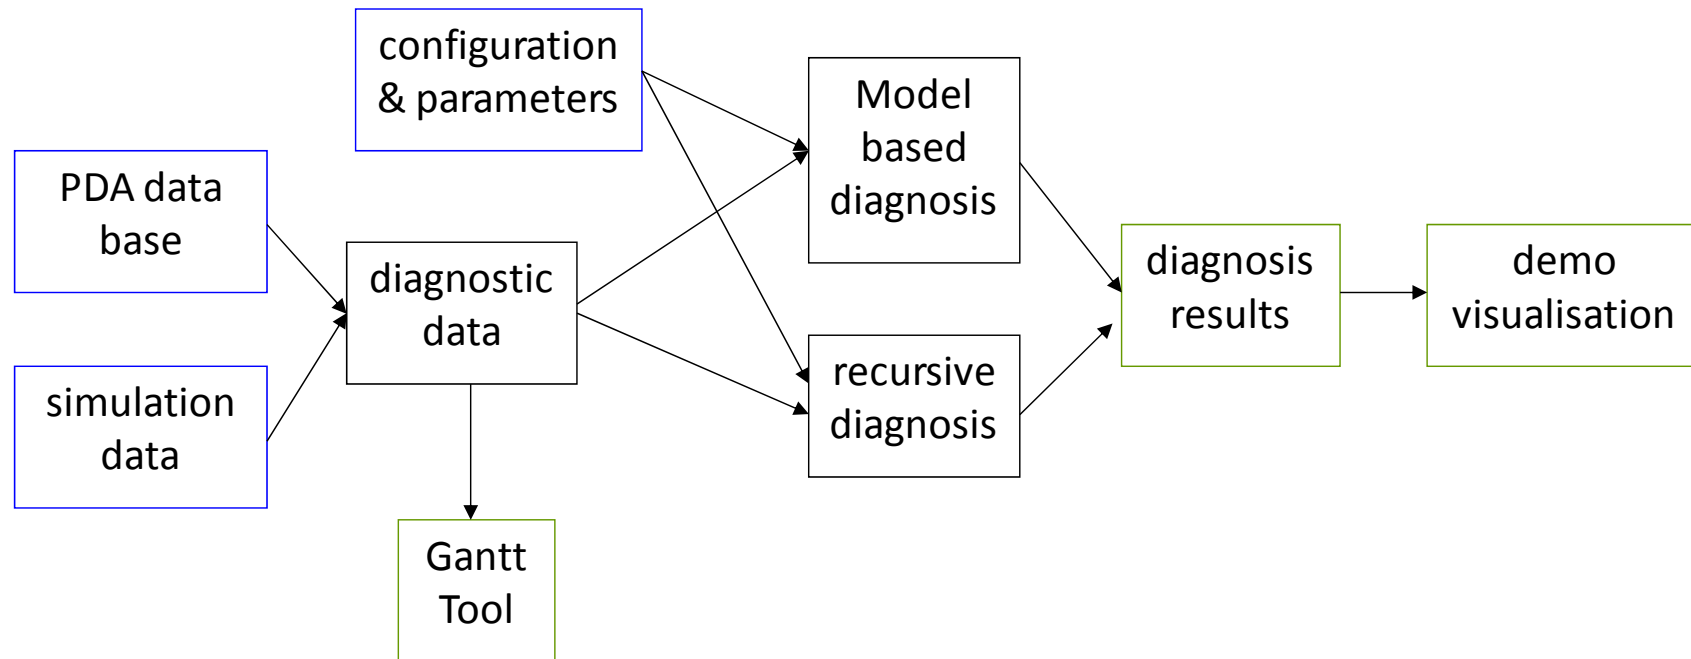 configuration
& parameters
PDA data
base
simulation
data
diagnostic
data
Gantt
Tool
Model
based
diagnosis
recursive
diagnosis
diagnosis
results
demo
visualisation